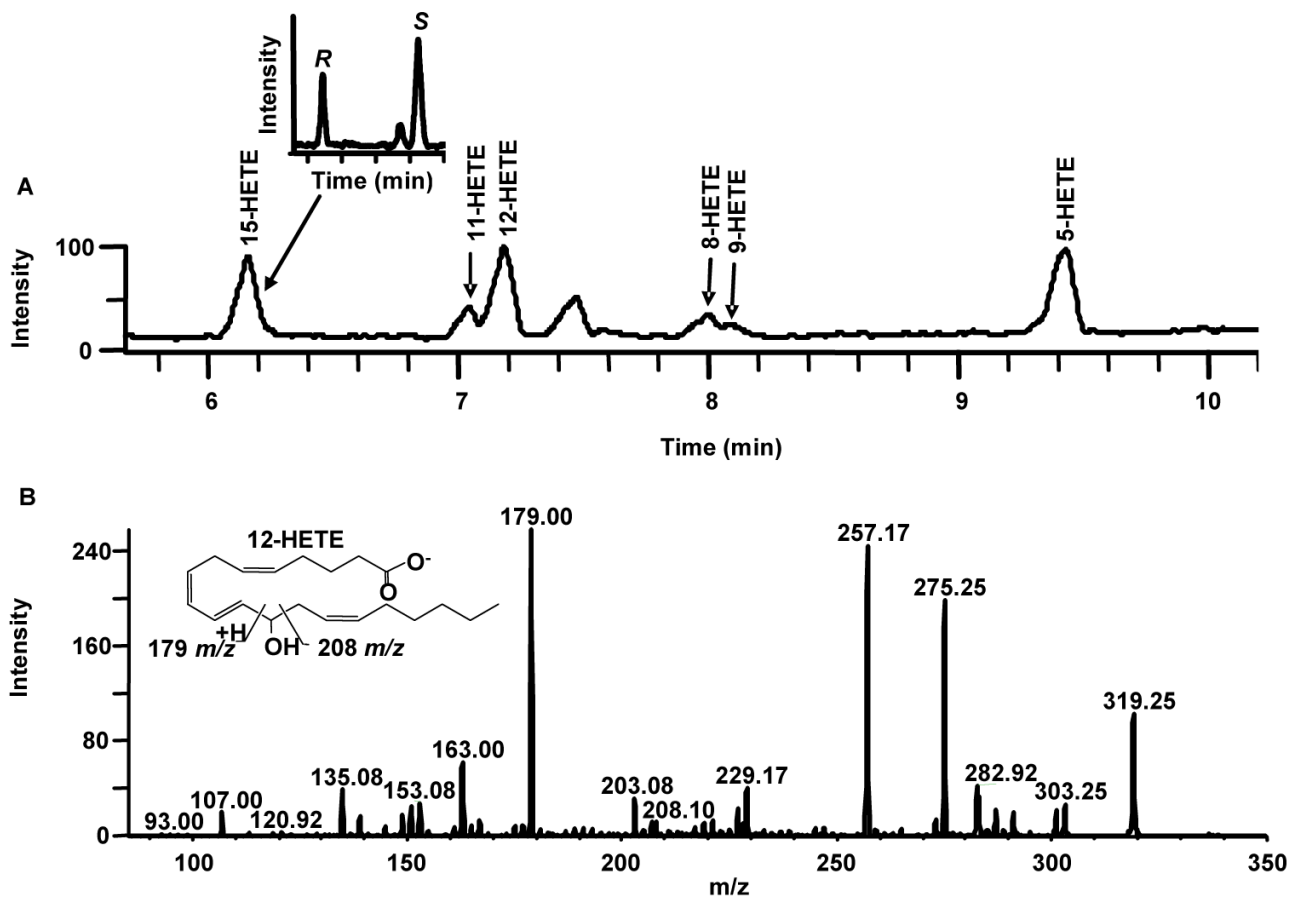 S
R
Intensity
Time (min)
A
15-HETE
11-HETE
12-HETE
8-HETE
9-HETE
5-HETE
Intensity
100
0
6
7
8
9
10
Time (min)
B
179.00
12-HETE
O-
O
+H
OH
179 m/z
208 m/z
257.17
275.25
319.25
163.00
135.08
153.08
107.00
93.00
120.92
203.08
208.10
229.17
282.92
303.25
Intensity
240
160
80
0
100
150
200
250
300
350
m/z